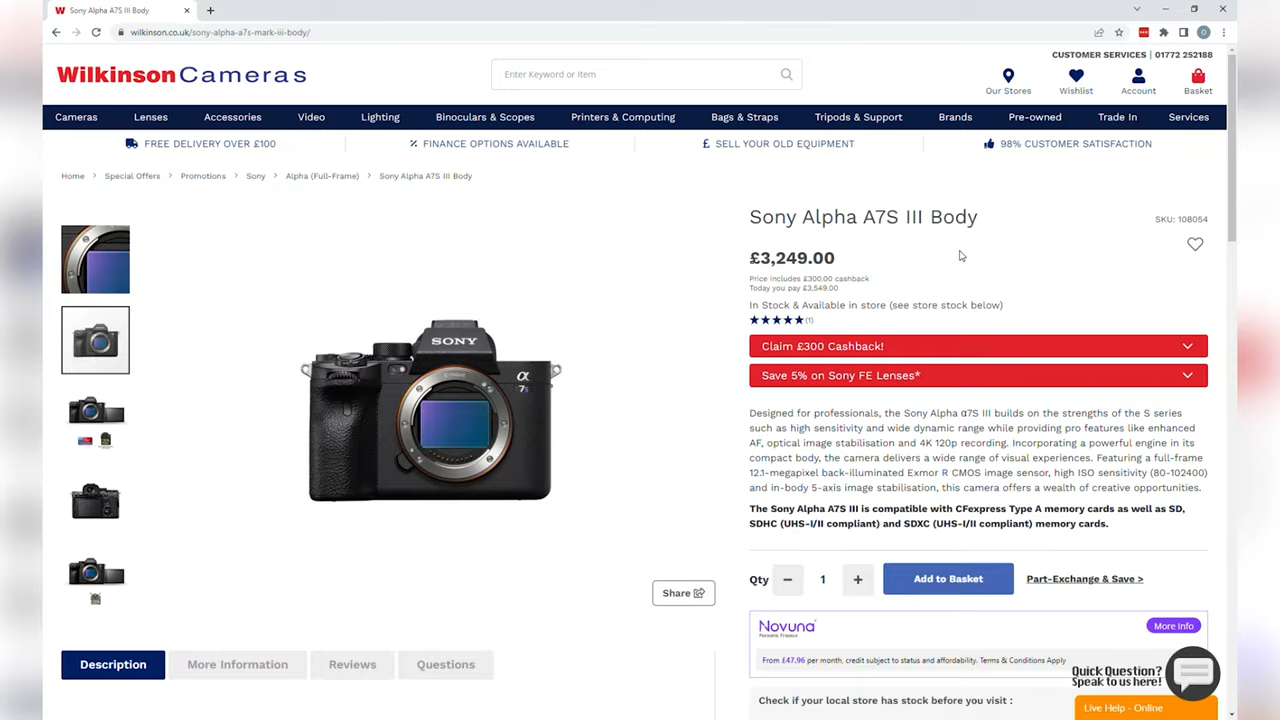 Sony Alpha A7S III Body
wilkinson.co.uk/sony-alpha-a7s-mark-iii-body/
CUSTOMER SERVICES | 01772 252188
WilkinsonCameras
Enter Keyword or Item
Our Stores
Wishlist
Account
Basket
Cameras
Lenses
Accessories
Video
Lighting
Binoculars & Scopes
Printers & Computing
Bags & Straps
Tripods & Support
Brands
Pre-owned
Trade In
Services
FREE DELIVERY OVER £100
FINANCE OPTIONS AVAILABLE
SELL YOUR OLD EQUIPMENT
98% CUSTOMER SATISFACTION
Home > Special Offers > Promotions > Sony > Alpha (Full-Frame) > Sony Alpha A7S III Body
SONY
α
7S
Share
Sony Alpha A7S III Body
SKU: 108054
£3,249.00
Price includes £300.00 cashback
Today you pay £3,549.00
In Stock & Available in store (see store stock below)
(1)
Claim £300 Cashback!
Save 5% on Sony FE Lenses*
Designed for professionals, the Sony Alpha α7S III builds on the strengths of the S series
such as high sensitivity and wide dynamic range while providing pro features like enhanced
AF, optical image stabilisation and 4K 120p recording. Incorporating a powerful engine in its
compact body, the camera delivers a wide range of visual experiences. Featuring a full-frame
12.1-megapixel back-illuminated Exmor R CMOS image sensor, high ISO sensitivity (80-102400)
and in-body 5-axis image stabilisation, this camera offers a wealth of creative opportunities.
The Sony Alpha A7S III is compatible with CFexpress Type A memory cards as well as SD,
SDHC (UHS-I/II compliant) and SDXC (UHS-I/II compliant) memory cards.
Qty
1
Add to Basket
Part-Exchange & Save >
Novuna
Personal Finance
More Info
From £47.96 per month, credit subject to status and affordability. Terms & Conditions Apply
Check if your local store has stock before you visit :
Quick Question?
Speak to us here!
Live Help - Online
Description
More Information
Reviews
Questions